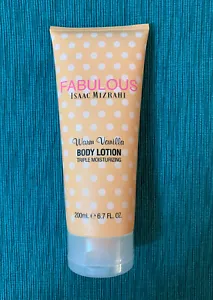 FABULOUS
ISAAC MIZRAHI
Warm Vanilla
BODY LOTION
TRIPLE MOISTURIZING
200mL e 6.7 FL. OZ.